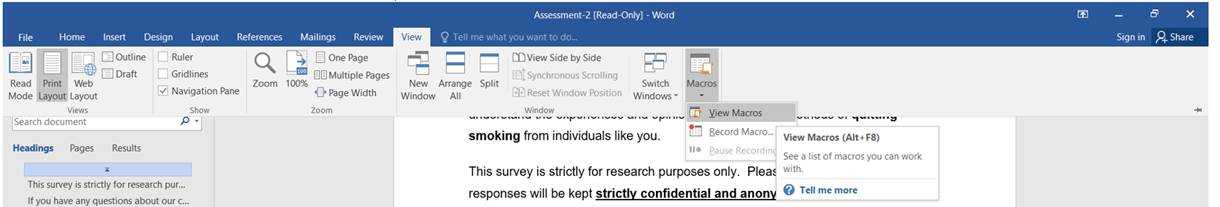 Assessment-2 [Read-Only] - Word
File Home Insert Design Layout References Mailings Review View Tell me what you want to do... Sign in Share
Read Mode
Print Layout
Web Layout
Outline
Draft
Views
Ruler
Gridlines
Navigation Pane
Show
Zoom
100%
One Page
Multiple Pages
Page Width
Zoom
New Window
Arrange All
Split
View Side by Side
Synchronous Scrolling
Reset Window Position
Window
Switch Windows
Macros
View Macros
Record Macro...
Pause Recording
View Macros (Alt+F8)
See a list of macros you can work
with.
Tell me more
Search document
Headings Pages Results
This survey is strictly for research pur...
If you have any questions about our c...
understand the experiences and quitting
smoking from individuals like you.
This survey is strictly for research purposes only.
responses will be kept strictly confidential and